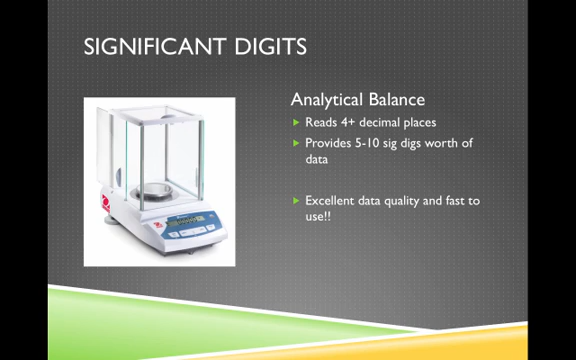 SIGNIFICANT DIGITS
Analytical Balance
Reads 4+ decimal places
Provides 5-10 sig digs worth of
data
Excellent data quality and fast to
use!!